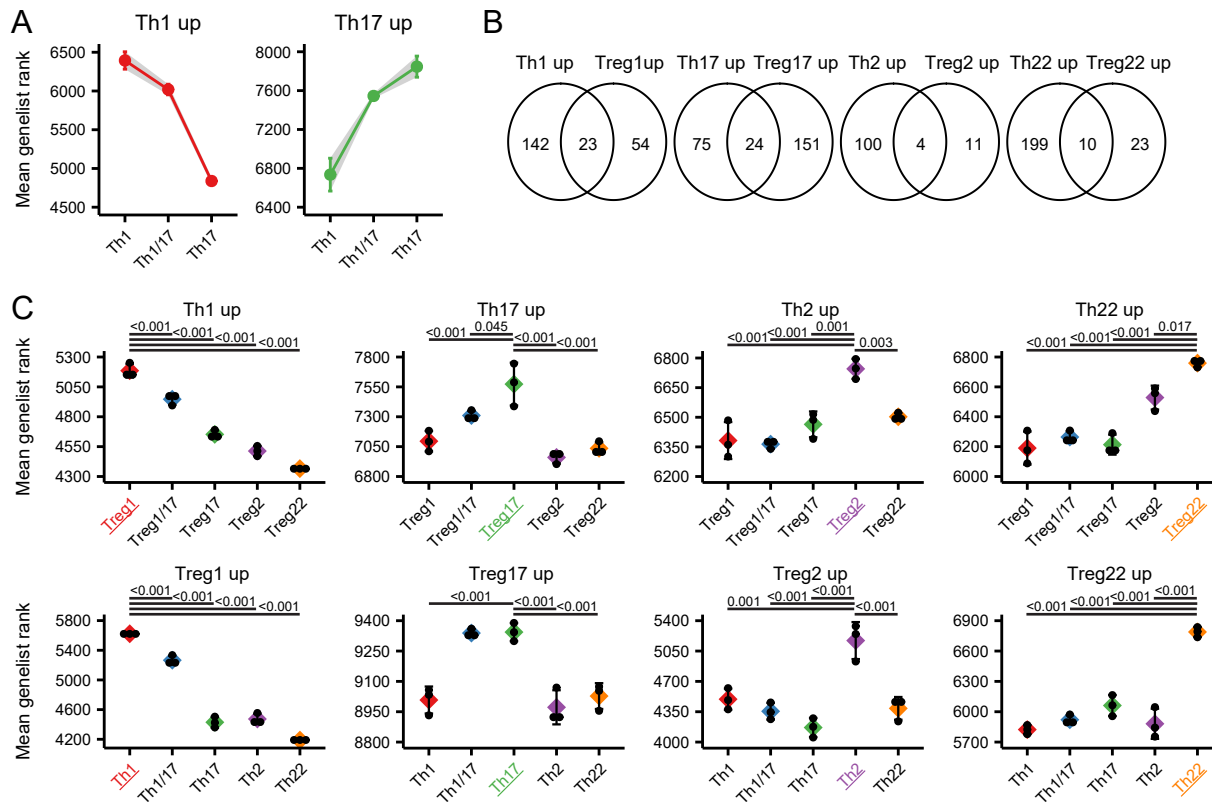 A
Th1 up
Th17 up
Mean genelist rank
6500
6000
5500
5000
4500
8000
7600
7200
6800
6400
Th1
Th1/17
Th17
Th1
Th1/17
Th17
B
Th1 up
Treg1up
Th17 up
Treg17 up
Th2 up
Treg2 up
Th22 up
Treg22 up
142
23
54
75
24
151
100
4
11
199
10
23
C
Th1 up
<0.001
<0.001
<0.001
<0.001
Mean genelist rank
5300
5050
4800
4550
4300
Treg1
Treg1/17
Treg17
Treg2
Treg22
Th17 up
0.045
<0.001
<0.001
<0.001
7800
7550
7300
7050
6800
Treg1
Treg1/17
Treg17
Treg2
Treg22
Th2 up
0.001
<0.001
<0.001
0.003
6800
6650
6500
6350
6200
Treg1
Treg1/17
Treg17
Treg2
Treg22
Th22 up
0.017
<0.001
<0.001
<0.001
6800
6600
6400
6200
6000
Treg1
Treg1/17
Treg17
Treg2
Treg22
Treg1 up
<0.001
<0.001
<0.001
<0.001
Mean genelist rank
5800
5400
5000
4600
4200
Th1
Th1/17
Th17
Th2
Th22
Treg17 up
<0.001
<0.001
<0.001
9400
9250
9100
8950
8800
Th1
Th1/17
Th17
Th2
Th22
Treg2 up
<0.001
<0.001
0.001
<0.001
5400
5050
4700
4350
4000
Th1
Th1/17
Th17
Th2
Th22
Treg22 up
<0.001
<0.001
<0.001
<0.001
6900
6600
6300
6000
5700
Th1
Th1/17
Th17
Th2
Th22